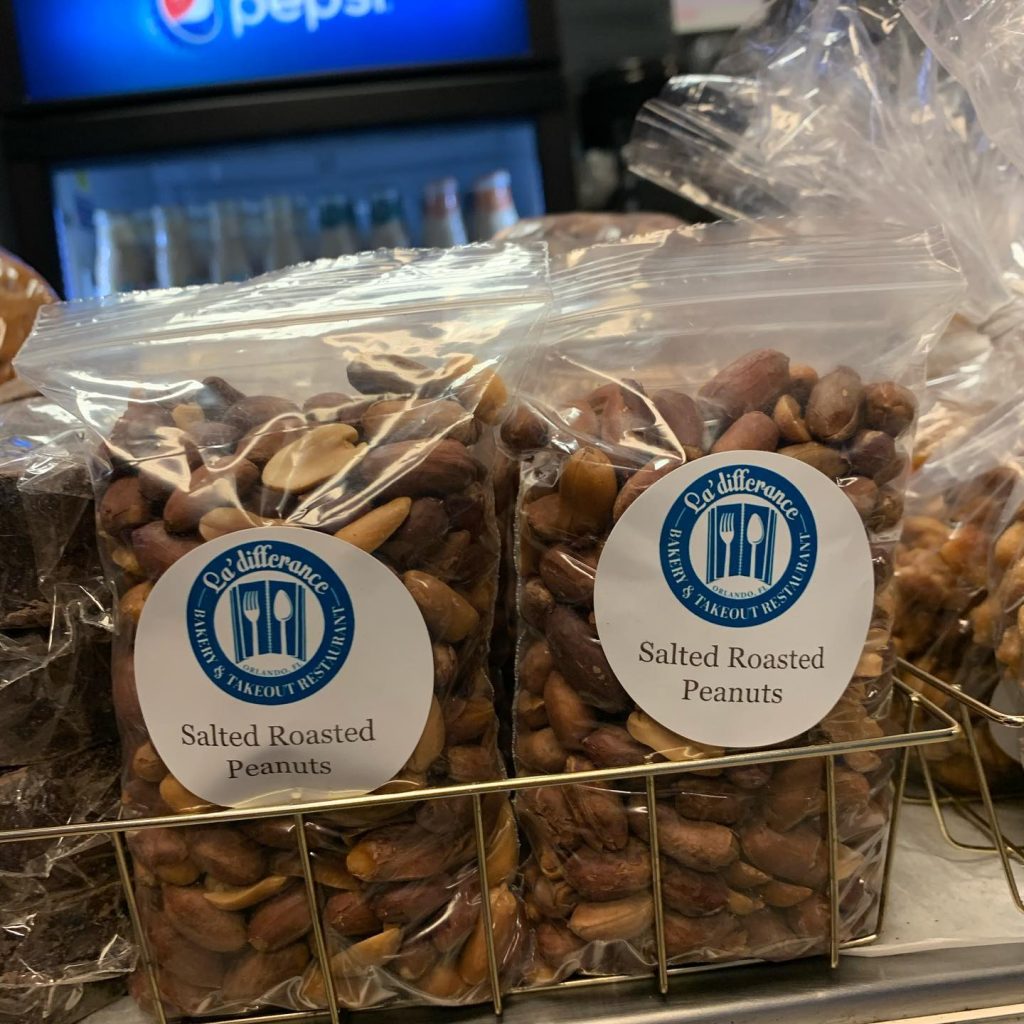 pepsi
La'differance
BAKERY & TAKEOUT RESTAURANT
ORLANDO, FL
Salted Roasted
Peanuts
La'differance
BAKERY & TAKEOUT RESTAURANT
ORLANDO, FL
Salted Roasted
Peanuts